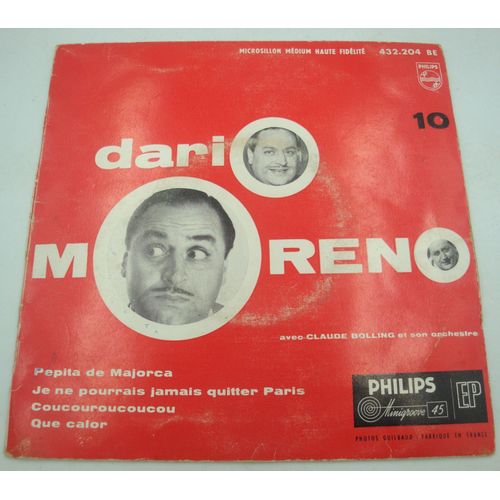 MICROSILLON MÉDIUM HAUTE FIDÉLITÉ 432.204 BE
PHILIPS
10
dario
MORENO
avec CLAUDE BOLLING et son orchestre
Pepita de Majorca
Je ne pourrais jamais quitter Paris
Coucouroucoucou
Que calor
PHILIPS
Minigroove 45
EP
PHOTOS GUILBAUD - FABRIQUÉ EN FRANCE